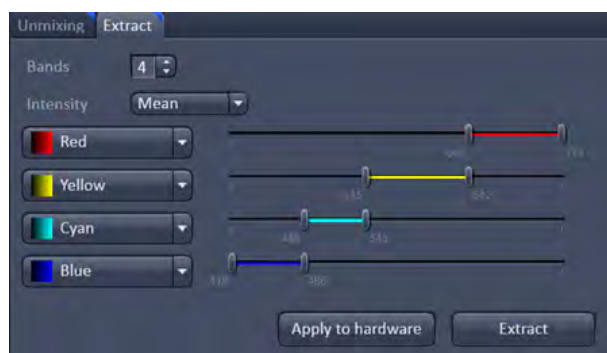 Unmixing Extract
Bands 4
Intensity Mean
Red
Yellow
Cyan
Blue
Apply to hardware Extract